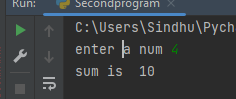 Run: Secondprogram
C:\Users\Sindhu\Pych
enter a num 4
sum is  10